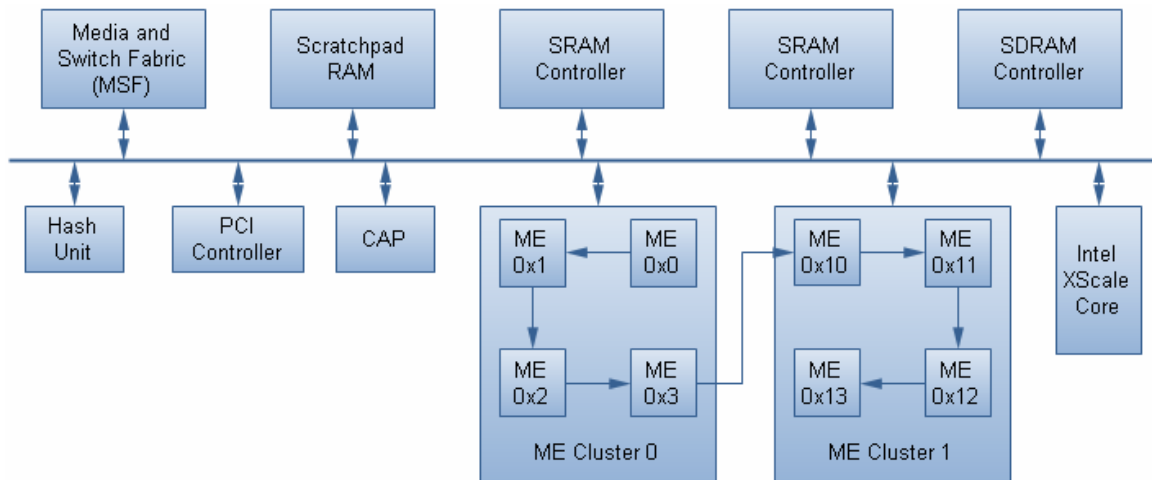 Media and
Switch Fabric
(MSF)
Scratchpad
RAM
SRAM
Controller
SRAM
Controller
SDRAM
Controller
Hash
Unit
PCI
Controller
CAP
ME
0x1
ME
0x0
ME
0x2
ME
0x3
ME Cluster 0
ME
0x10
ME
0x11
ME
0x13
ME
0x12
ME Cluster 1
Intel
XScale
Core